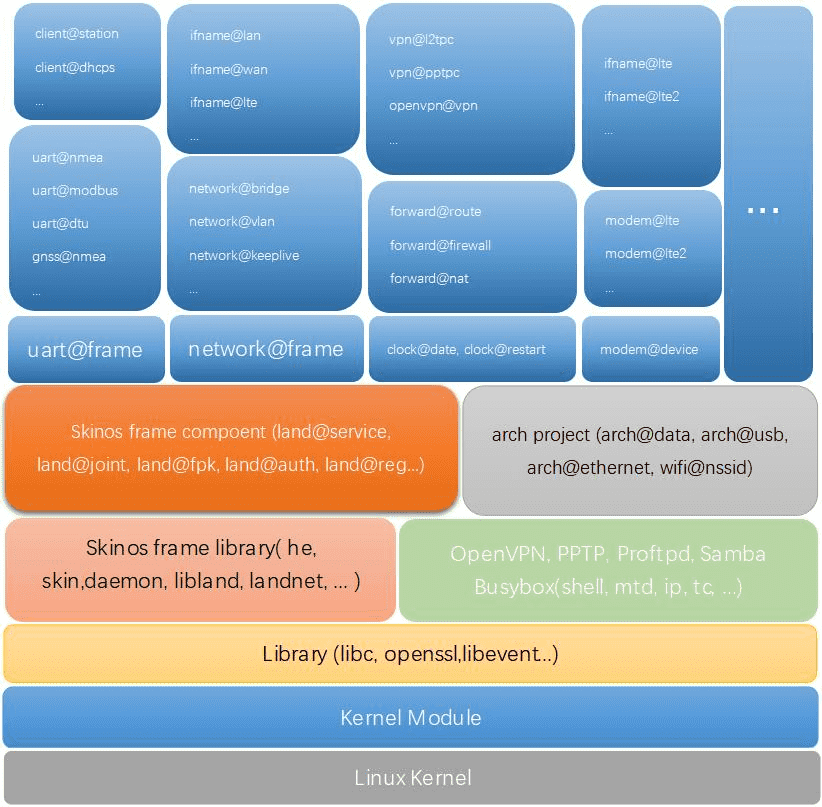 client@station
client@dhcps
...
ifname@lan
ifname@wan
ifname@lte
...
vpn@l2tpc
vpn@pptpc
openvpn@vpn
...
ifname@lte
ifname@lte2
...
...
uart@nmea
uart@modbus
uart@dtu
gnss@nmea
...
network@bridge
network@vlan
network@keeplive
...
forward@route
forward@firewall
forward@nat
modem@lte
modem@lte2
...
uart@frame
network@frame
clock@date, clock@restart
modem@device
Skinos frame compoent (land@service,
land@joint, land@fpk, land@auth, land@reg...)
arch project (arch@data, arch@usb,
arch@ethernet, wifi@nssid)
Skinos frame library( he,
skin,daemon, libland, landnet, ... )
OpenVPN, PPTP, Proftpd, Samba
Busybox(shell, mtd, ip, tc, ...)
Library (libc, openssl,libevent...)
Kernel Module
Linux Kernel